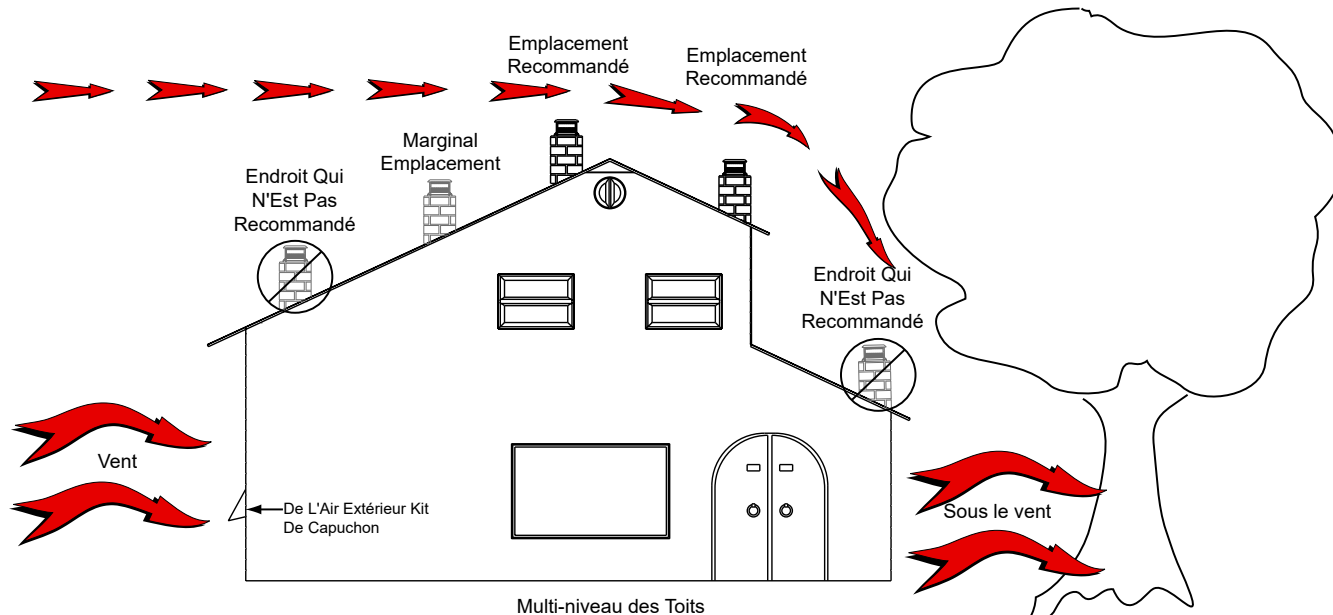 Emplacement
Recommandé
Emplacement
Recommandé
Marginal
Emplacement
Endroit Qui
N'Est Pas
Recommandé
Endroit Qui
N'Est Pas
Recommandé
Vent
De L'Air Extérieur Kit
De Capuchon
Sous le vent
Multi-niveau des Toits